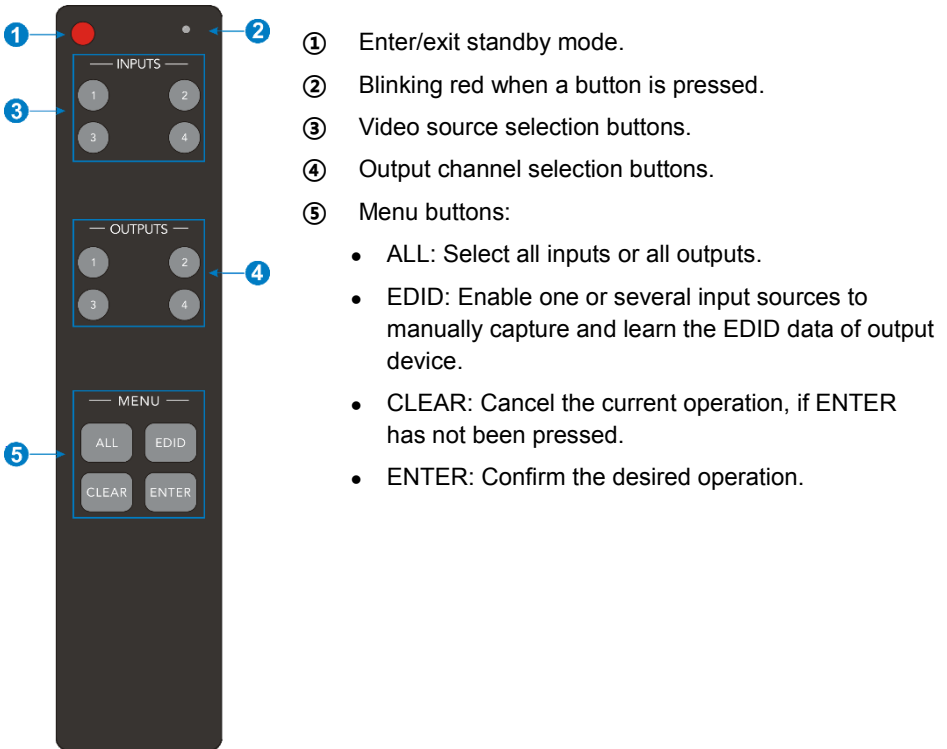 1
2
INPUTS
1 2
3
3 4
OUTPUTS
1 2
4
3 4
MENU
ALL EDID
5
CLEAR ENTER
① Enter/exit standby mode.
② Blinking red when a button is pressed.
③ Video source selection buttons.
④ Output channel selection buttons.
⑤ Menu buttons:
• ALL: Select all inputs or all outputs.
• EDID: Enable one or several input sources to
manually capture and learn the EDID data of output
device.
• CLEAR: Cancel the current operation, if ENTER
has not been pressed.
• ENTER: Confirm the desired operation.